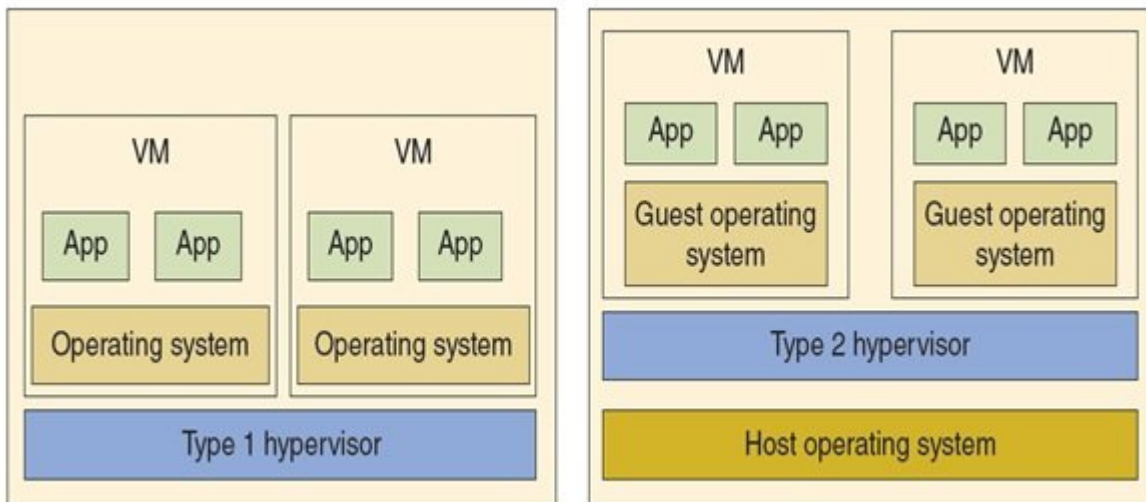 VM
App
App
Operating system
VM
App
App
Operating system
Type 1 hypervisor
VM
App
App
Guest operating
system
VM
App
App
Guest operating
system
Type 2 hypervisor
Host operating system